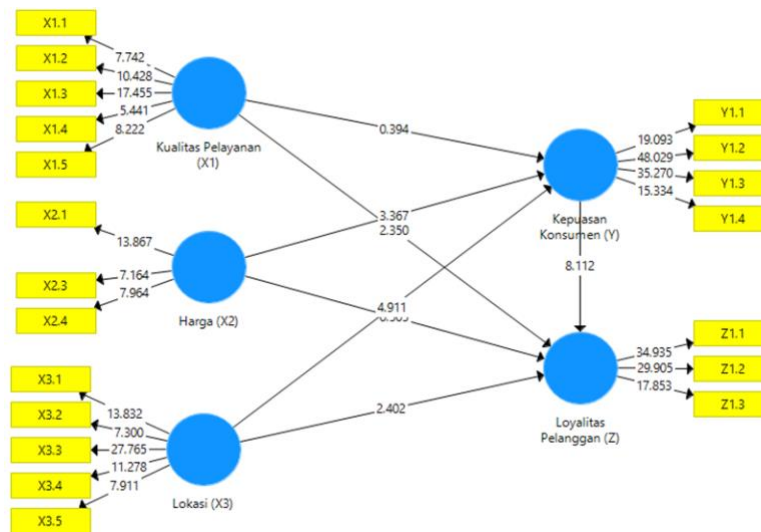 X1.1
X1.2
X1.3
X1.4
X1.5
7.742
10.428
17.455
5.441
8.222
Kualitas Pelayanan
(X1)
X2.1
X2.3
X2.4
13.867
7.164
7.964
Harga (X2)
X3.1
X3.2
X3.3
X3.4
X3.5
13.832
7.300
27.765
11.278
7.911
Lokasi (X3)
0.394
3.367
2.350
4.911
2.402
8.112
Kepuasan
Konsumen (Y)
19.093
48.029
35.270
15.334
Y1.1
Y1.2
Y1.3
Y1.4
Loyalitas
Pelanggan (Z)
34.935
29.905
17.853
Z1.1
Z1.2
Z1.3